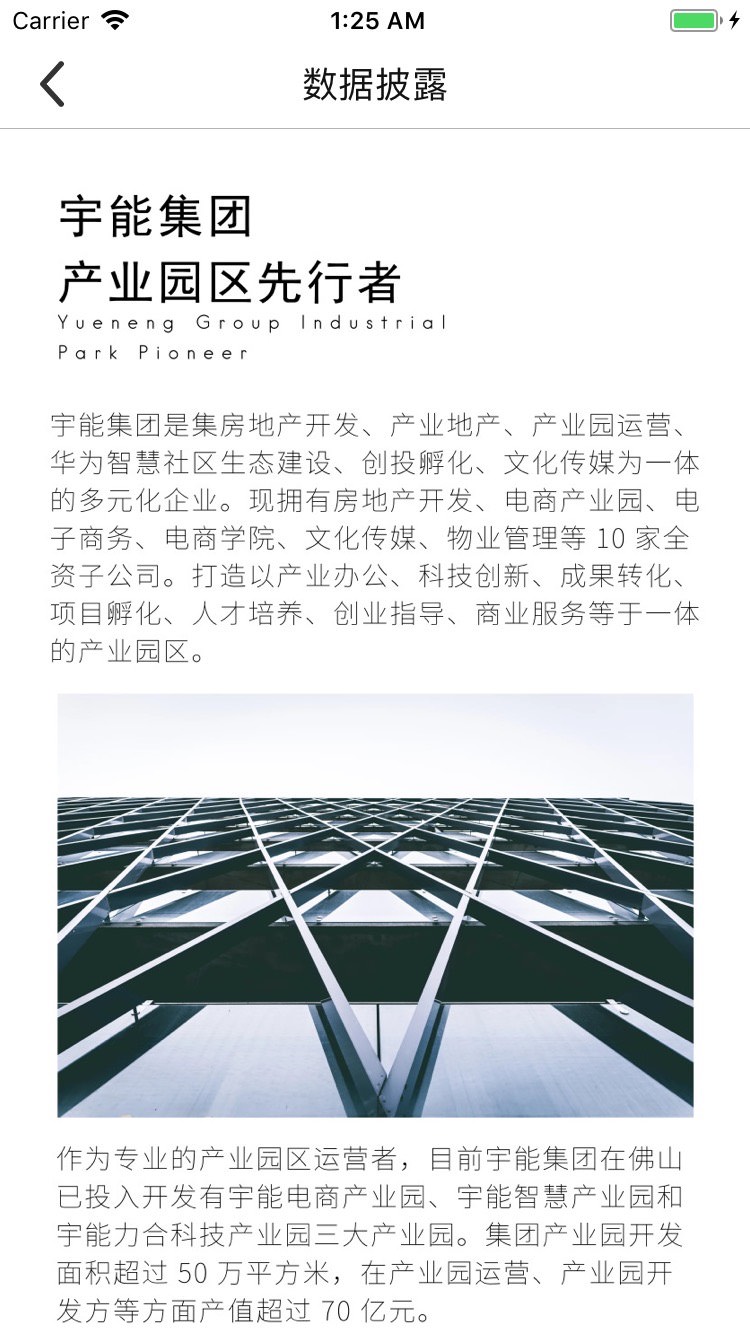 Carrier 1:25 AM
数据披露
宇能集团
产业园区先行者
Yueneng Group Industrial
Park Pioneer
宇能集团是集房地产开发、产业地产、产业园运营、
华为智慧社区生态建设、创投孵化、文化传媒为一体
的多元化企业。现拥有房地产开发、电商产业园、电
子商务、电商学院、文化传媒、物业管理等 10 家全
资子公司。打造以产业办公、科技创新、成果转化、
项目孵化、人才培养、创业指导、商业服务等于一体
的产业园区。
作为专业的产业园区运营者，目前宇能集团在佛山
已投入开发有宇能电商产业园、宇能智慧产业园和
宇能力合科技产业园三大产业园。集团产业园开发
面积超过 50 万平方米，在产业园运营、产业园开
发方等方面产值超过 70 亿元。